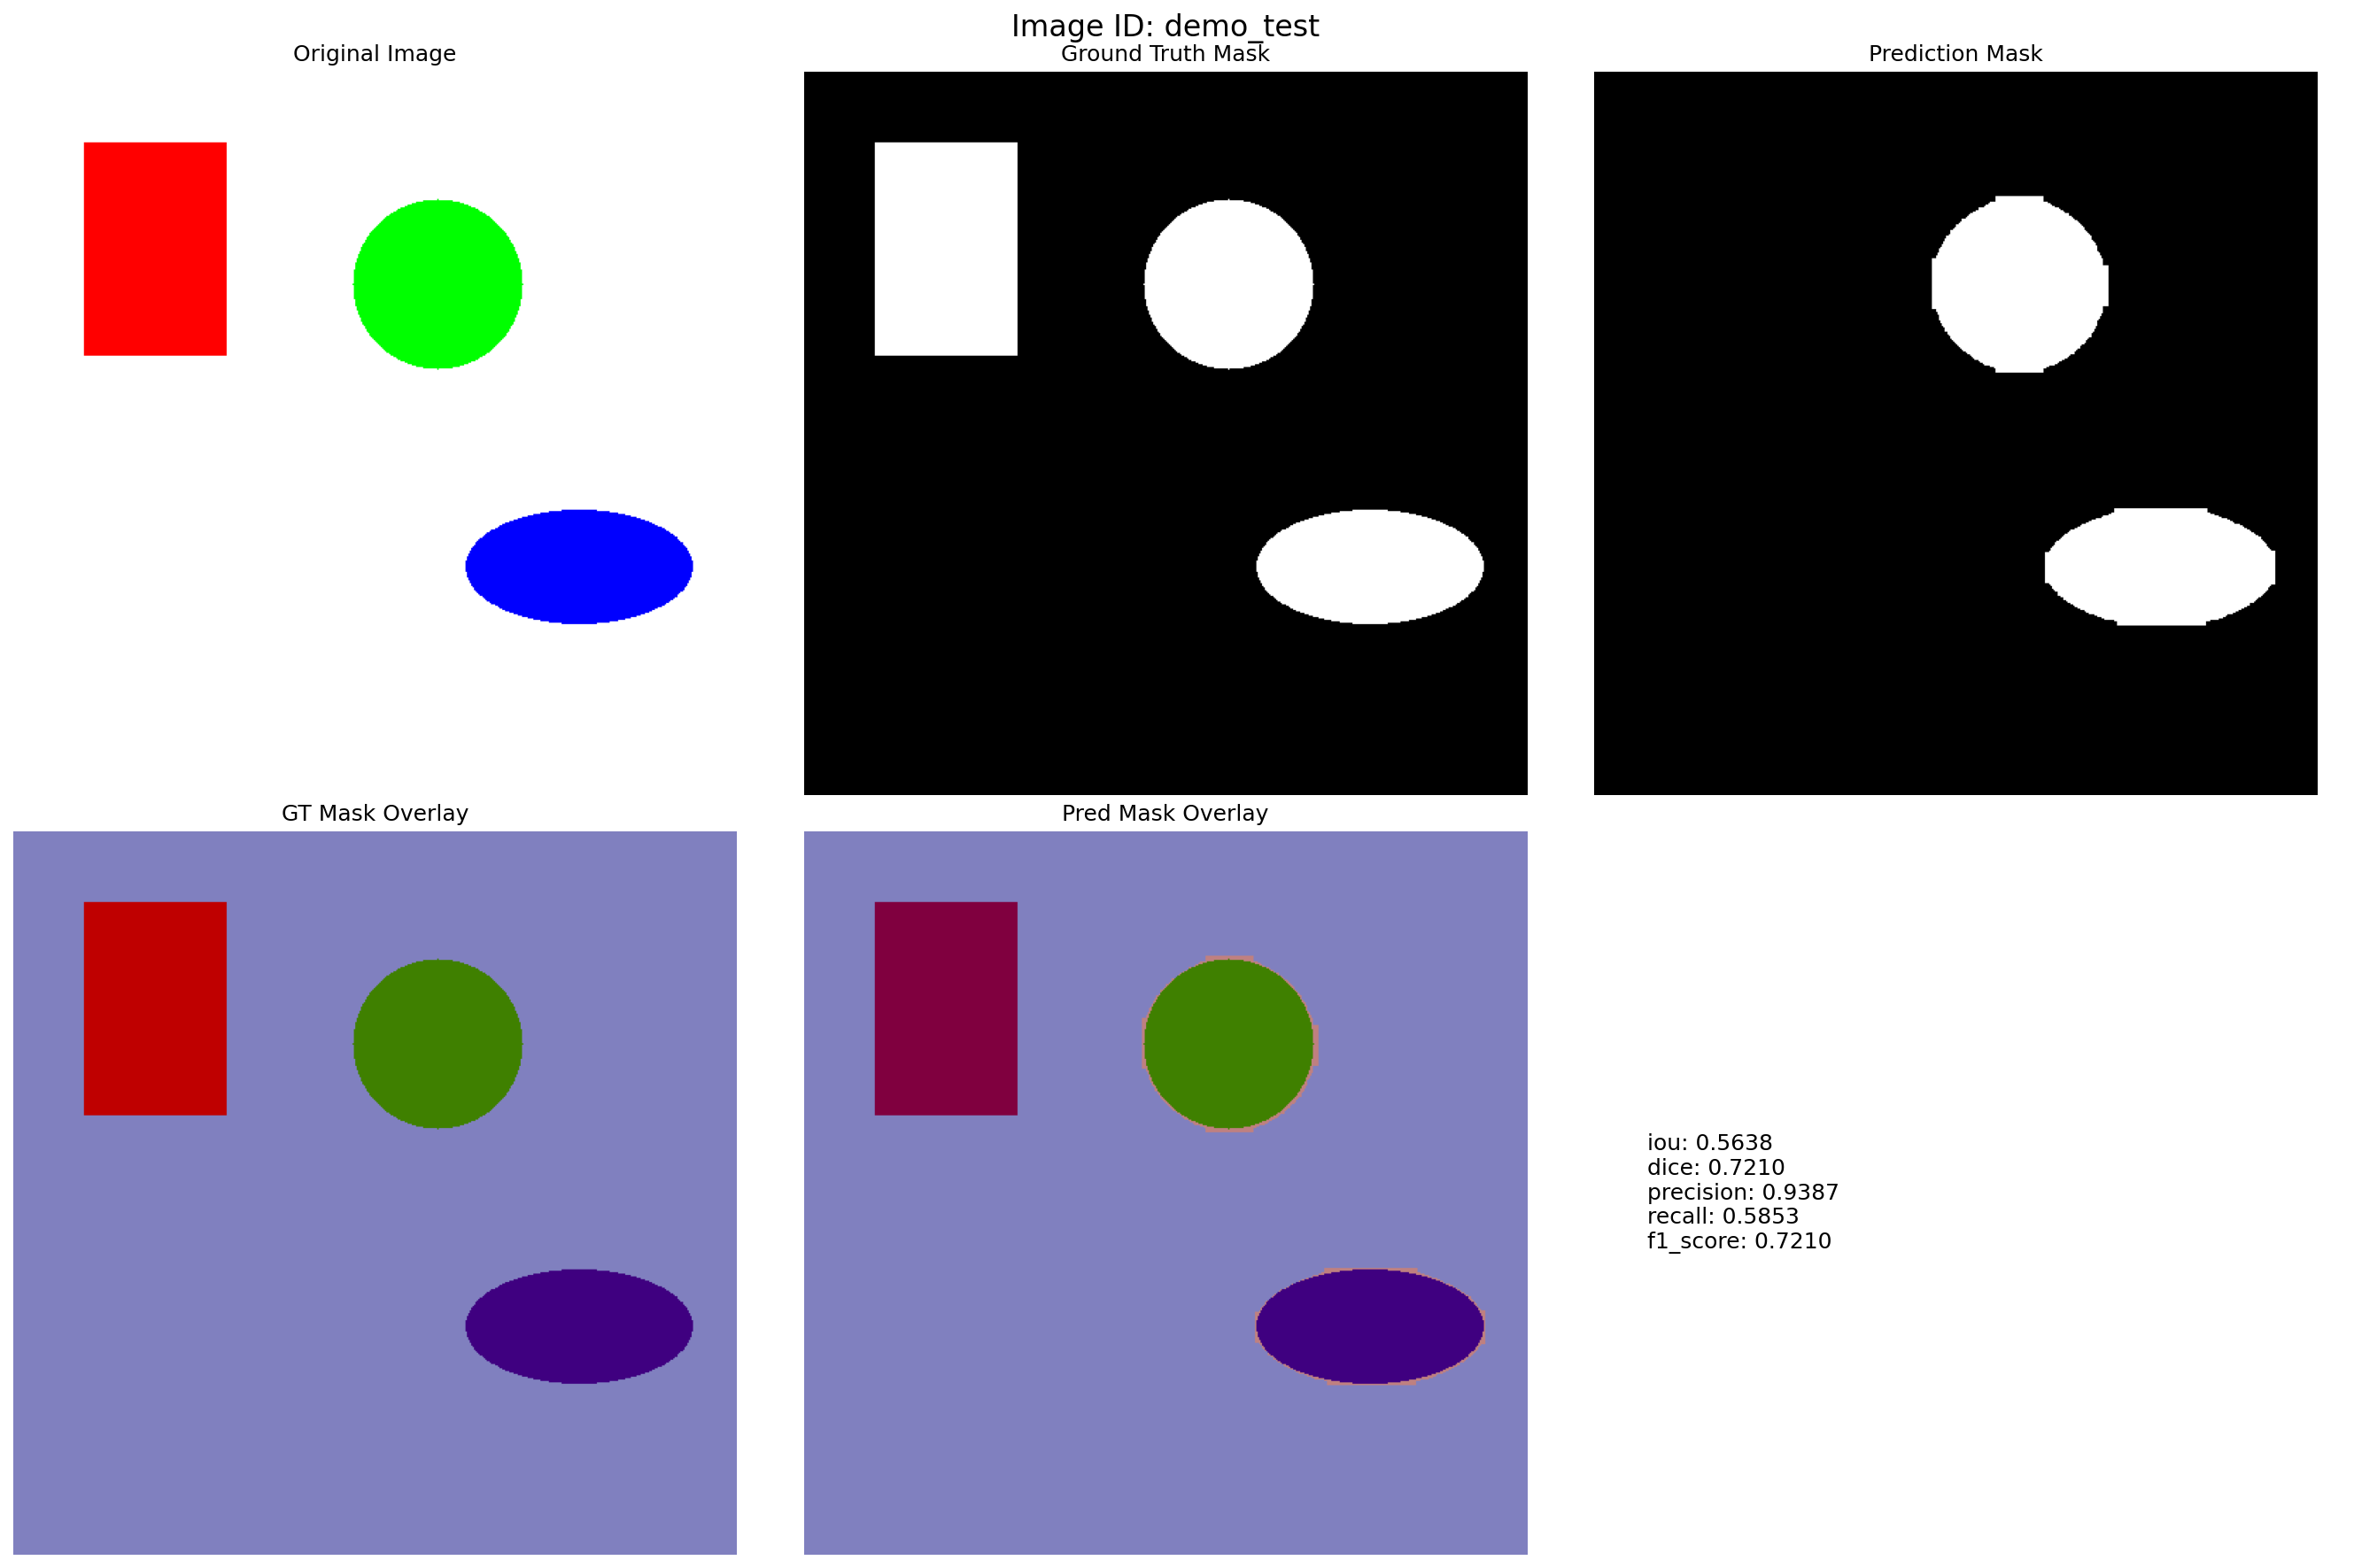 Image ID: demo_test
Original Image
Ground Truth Mask
Prediction Mask
GT Mask Overlay
Pred Mask Overlay
iou: 0.5638
dice: 0.7210
precision: 0.9387
recall: 0.5853
f1_score: 0.7210